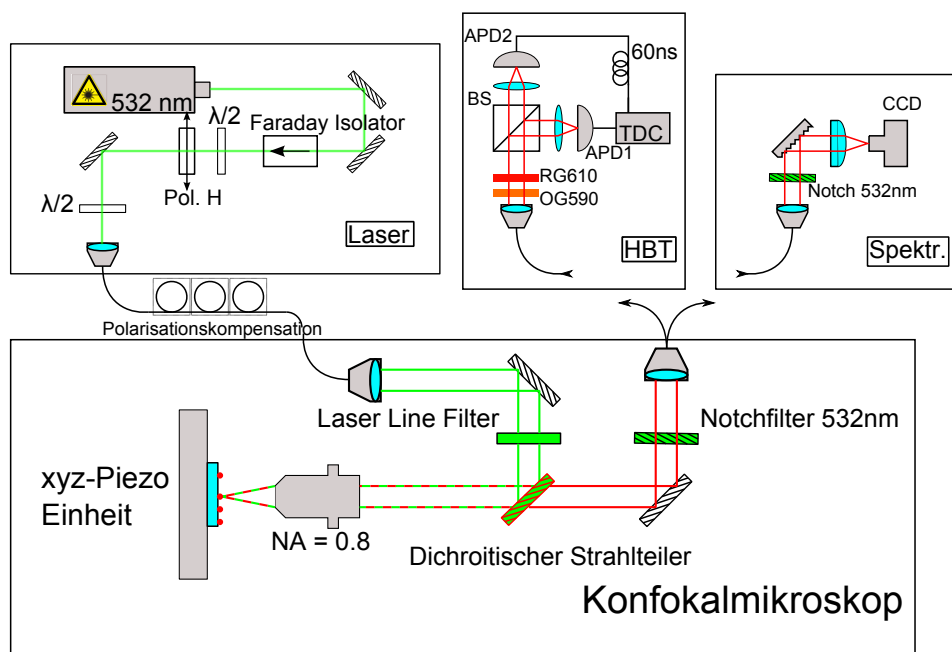 532 nm
λ/2
Faraday Isolator
Pol. H
λ/2
Laser
Polarisationskompensation
APD2
60ns
BS
TDC
APD1
RG610
OG590
HBT
CCD
Notch 532nm
Spektr.
Laser Line Filter
Notchfilter 532nm
xyz-Piezo
Einheit
NA = 0.8
Dichroitischer Strahlteiler
Konfokalmikroskop